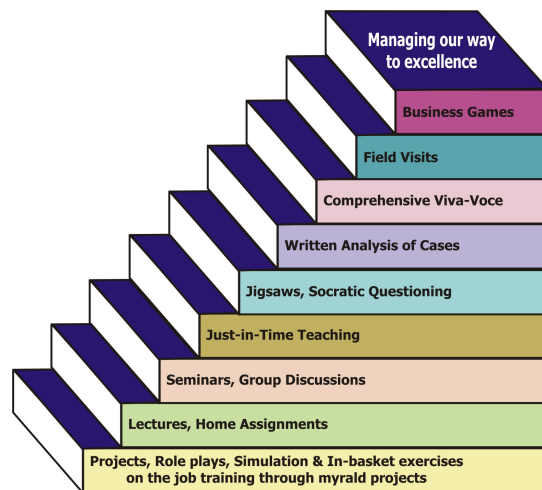 Managing our way
to excellence
Business Games
Field Visits
Comprehensive Viva-Voce
Written Analysis of Cases
Jigsaws, Socratic Questioning
Just-in-Time Teaching
Seminars, Group Discussions
Lectures, Home Assignments
Projects, Role plays, Simulation & In-basket exercises
on the job training through myrald projects